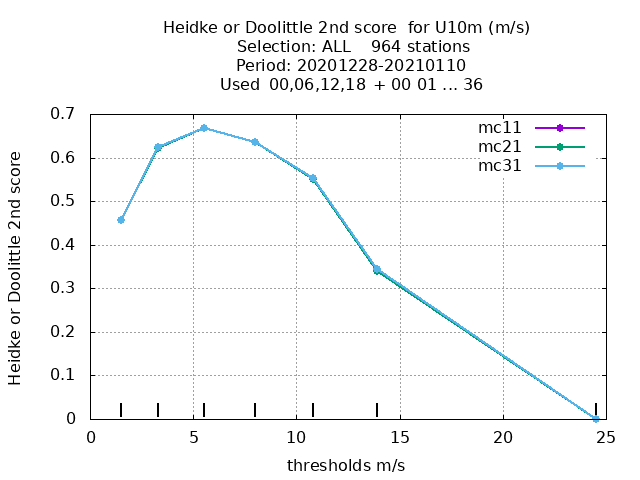 Heidke or Doolittle 2nd score  for U10m (m/s)
Selection: ALL    964 stations
Period: 20201228-20210110
Used  00,06,12,18  + 00 01 ... 36
mc11
mc21
mc31
Heidke or Doolittle 2nd score
0.7
0.6
0.5
0.4
0.3
0.2
0.1
0
0 5 10 15 20 25
thresholds m/s